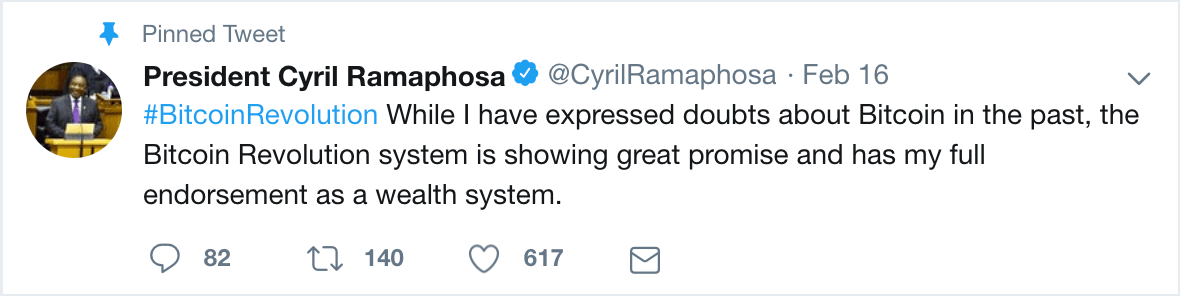 Pinned Tweet
President Cyril Ramaphosa @CyrilRamaphosa · Feb 16
#BitcoinRevolution While I have expressed doubts about Bitcoin in the past, the
Bitcoin Revolution system is showing great promise and has my full
endorsement as a wealth system.
82 140 617